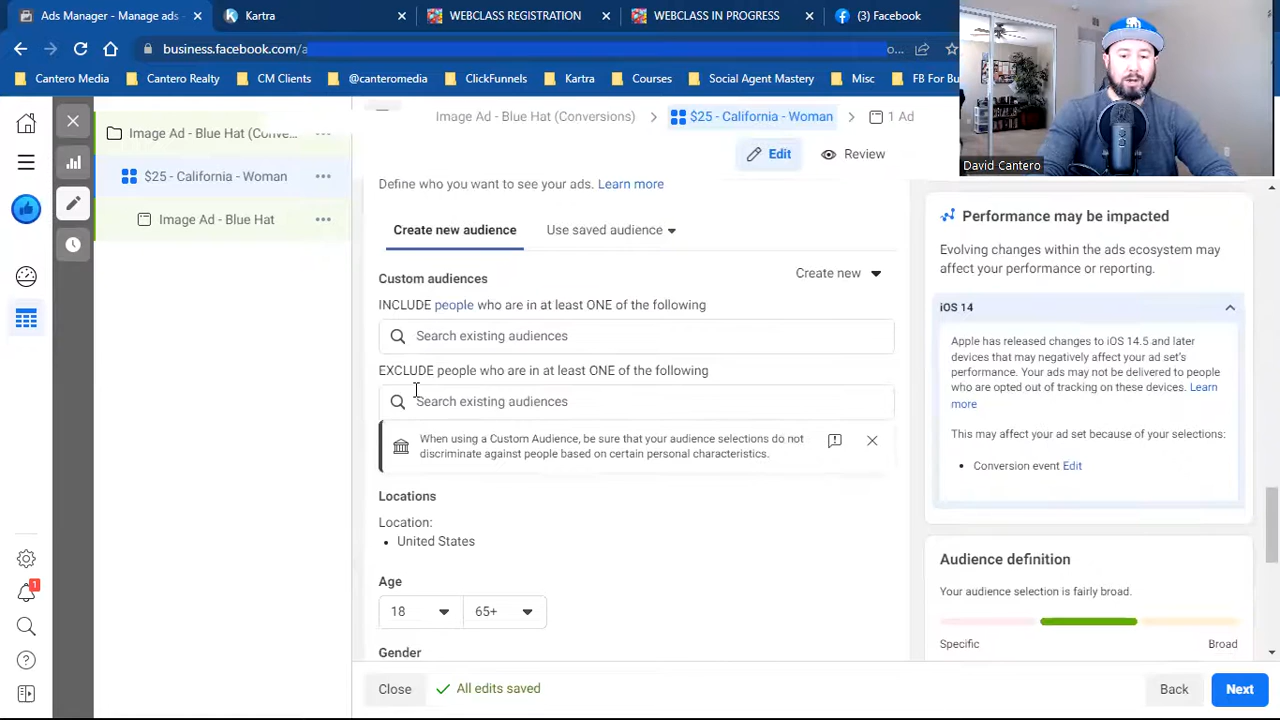 Ads Manager - Manage ads -
Kartra
WEBCLASS REGISTRATION
WEBCLASS IN PROGRESS
(3) Facebook
business.facebook.com/a
o...
Cantero Media
Cantero Realty
CM Clients
@canteromedia
ClickFunnels
Kartra
Courses
Social Agent Mastery
Misc
FB For Bu
David Cantero
Image Ad - Blue Hat (Conve...
$25 - California - Woman
Image Ad - Blue Hat
Image Ad - Blue Hat (Conversions)
$25 - California - Woman
1 Ad
Edit
Review
Define who you want to see your ads. Learn more
Create new audience
Use saved audience
Custom audiences
Create new
INCLUDE people who are in at least ONE of the following
Search existing audiences
EXCLUDE people who are in at least ONE of the following
Search existing audiences
When using a Custom Audience, be sure that your audience selections do not
discriminate against people based on certain personal characteristics.
Locations
Location:
• United States
Age
18
65+
Gender
Performance may be impacted
Evolving changes within the ads ecosystem may
affect your performance or reporting.
iOS 14
Apple has released changes to iOS 14.5 and later
devices that may negatively affect your ad set's
performance. Your ads may not be delivered to people
who are opted out of tracking on these devices. Learn
more
This may affect your ad set because of your selections:
• Conversion event Edit
Audience definition
Your audience selection is fairly broad.
Specific
Broad
1
Close
All edits saved
Back
Next